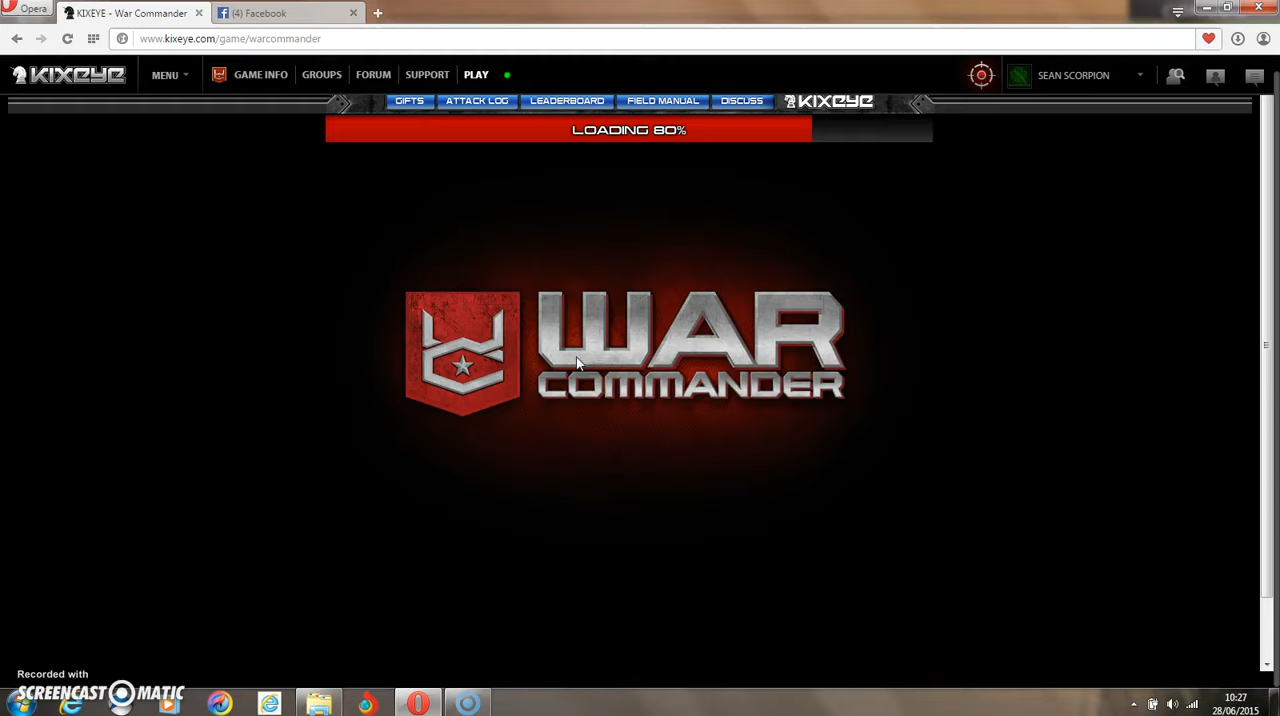 Opera
KIXEYE - War Commander
(4) Facebook
www.kixeye.com/game/warcommander
KIXEYE
MENU
GAME INFO
GROUPS
FORUM
SUPPORT
PLAY
SEAN SCORPION
GIFTS
ATTACK LOG
LEADERBOARD
FIELD MANUAL
DISCUSS
KIXEYE
LOADING 80%
WAR
COMMANDER
Recorded with
SCREENCAST-O-MATIC
10:27
28/06/2015